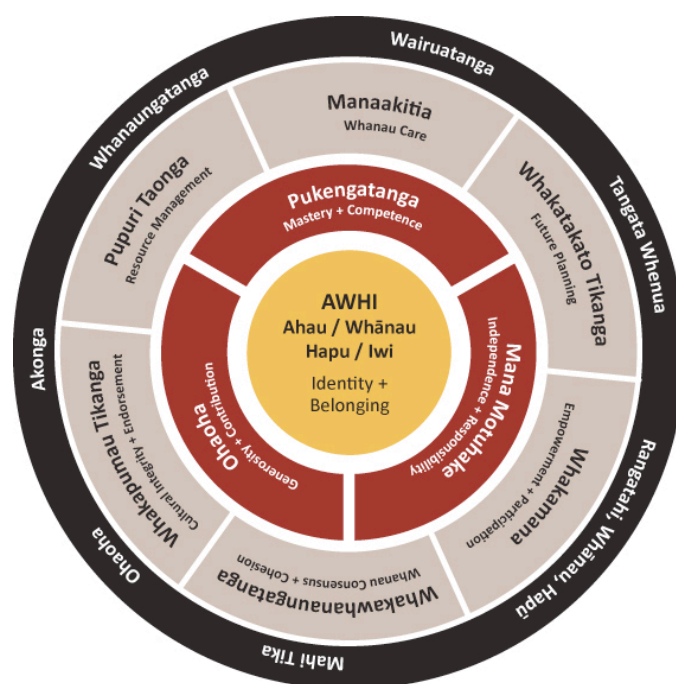 Wairuatanga
Tangata Whenua
Rangatahi, Whānau, Hapū
Mahi Tika
Ohaoha
Akonga
Whanaungatanga
Manaakitia
Whanau Care
Whakatakato Tikanga
Future Planning
Whakamana
Empowerment + Participation
Whakawhanaungatanga
Whanau Consensus + Cohesion
Whakapumau Tikanga
Cultural Integrity + Endorsement
Pupuri Taonga
Resource Management
Pukengatanga
Mastery + Competence
Mana Motuhake
Independence + Responsibility
Ohaoha
Generosity + Contribution
AWHI
Ahau / Whānau
Hapu / Iwi
Identity +
Belonging